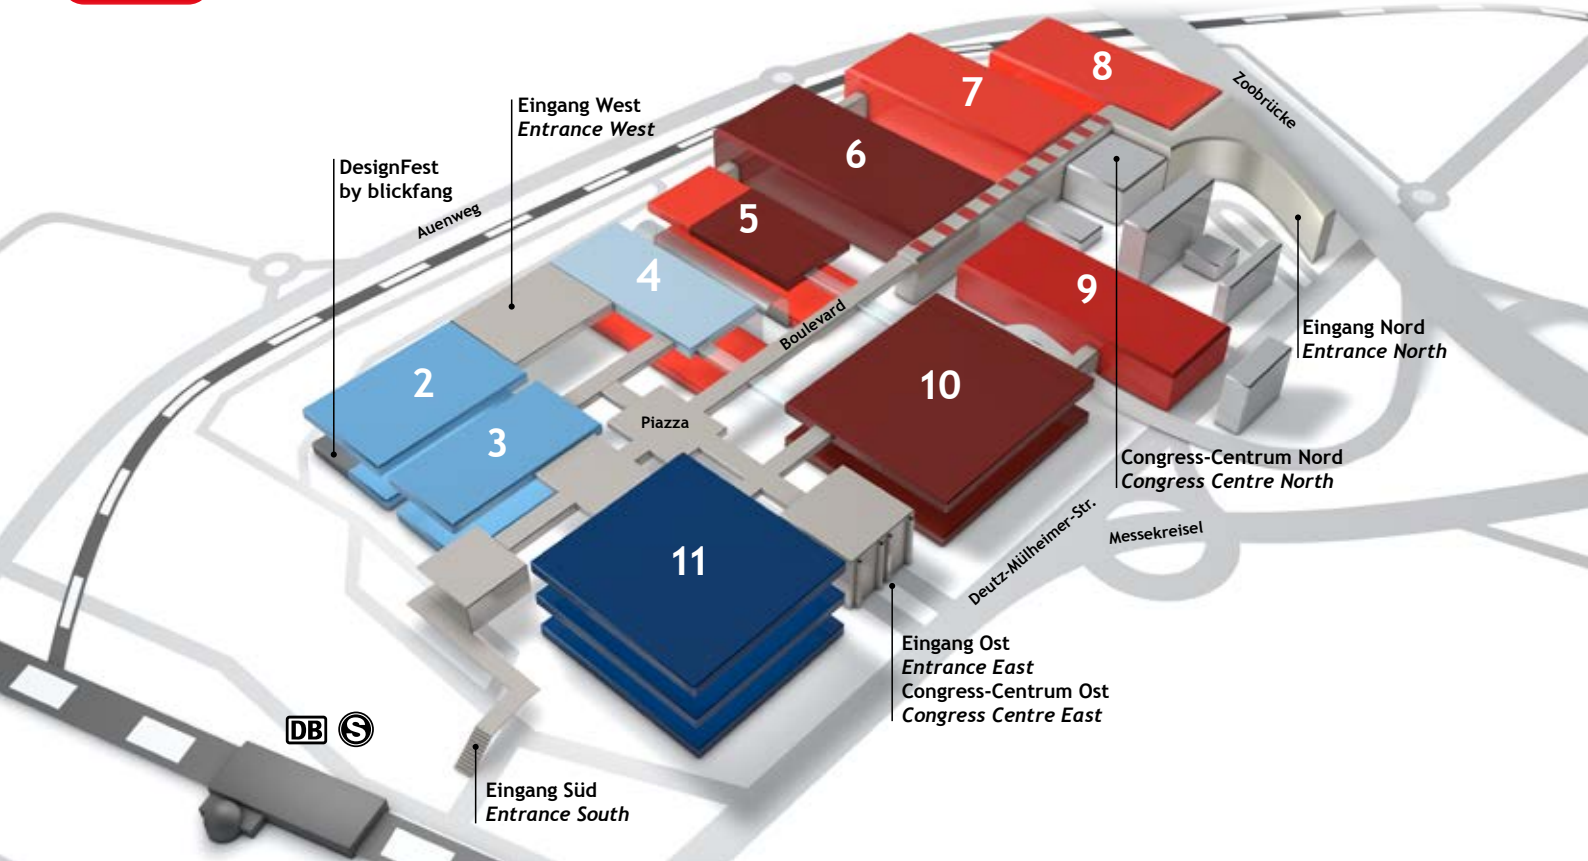 8
7
Zoobrücke
Eingang West
Entrance West
6
DesignFest
by blickfang
Auenweg
5
4
9
Boulevard
Eingang Nord
Entrance North
2
10
Piazza
3
Congress-Centrum Nord
Congress Centre North
Deutz-Mülheimer-Str.
Messekreisel
11
Eingang Ost
Entrance East
Congress-Centrum Ost
Congress Centre East
DB
S
Eingang Süd
Entrance South